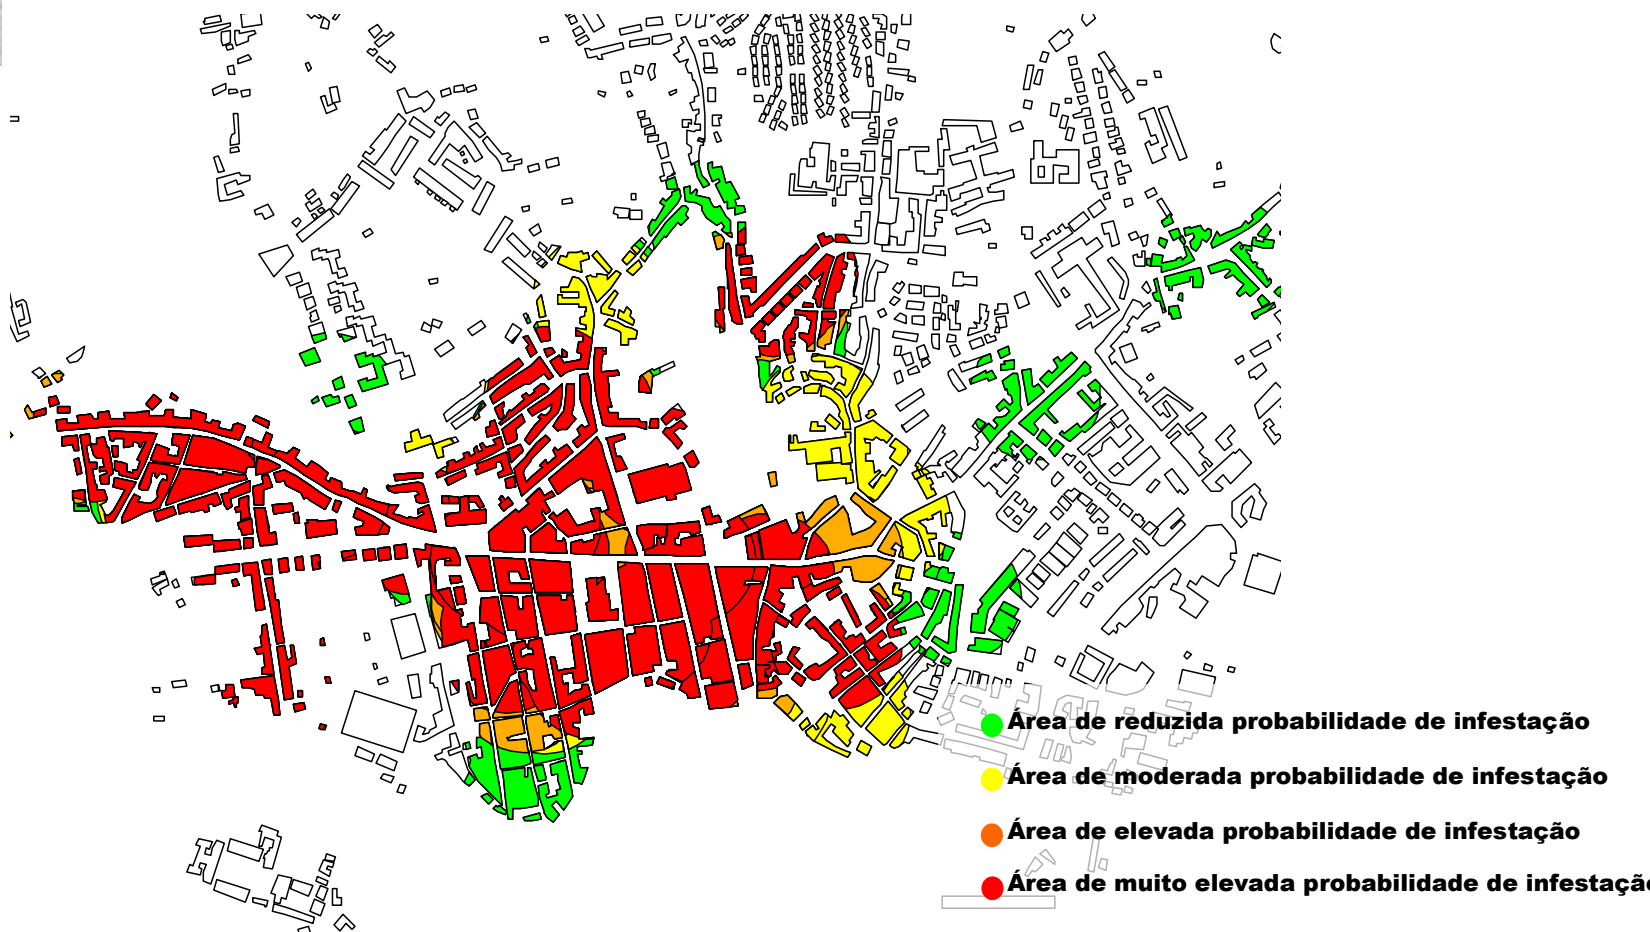 Área de reduzida probabilidade de infestação
Área de moderada probabilidade de infestação
Área de elevada probabilidade de infestação
Área de muito elevada probabilidade de infestaçã